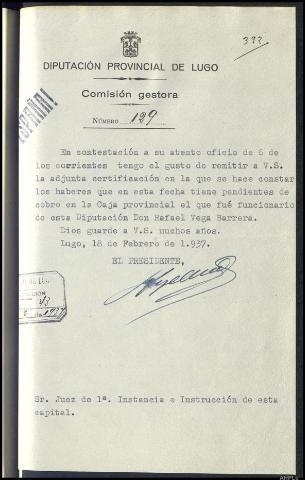 399
DIPUTACIÓN PROVINCIAL DE LUGO
Comisión gestora
NÚMERO 129
ESPAÑA!
En contestación a su atento oficio de 6 de
los corrientes tengo el gusto de remitir a V.S.
la adjunta certificación en la que se hace constar
los haberes que en esta fecha tiene pendientes de
cobro en la Caja provincial el que fué funcionario
de esta Diputación Don Rafael Vega Barrera.
Dios guarde a V.S. muchos años.
Lugo, 18 de Febrero de 1.937.
EL PRESIDENTE,
Sr. Juez de 1ª. Instancia e Instrucción de esta
capital.
AHPLU